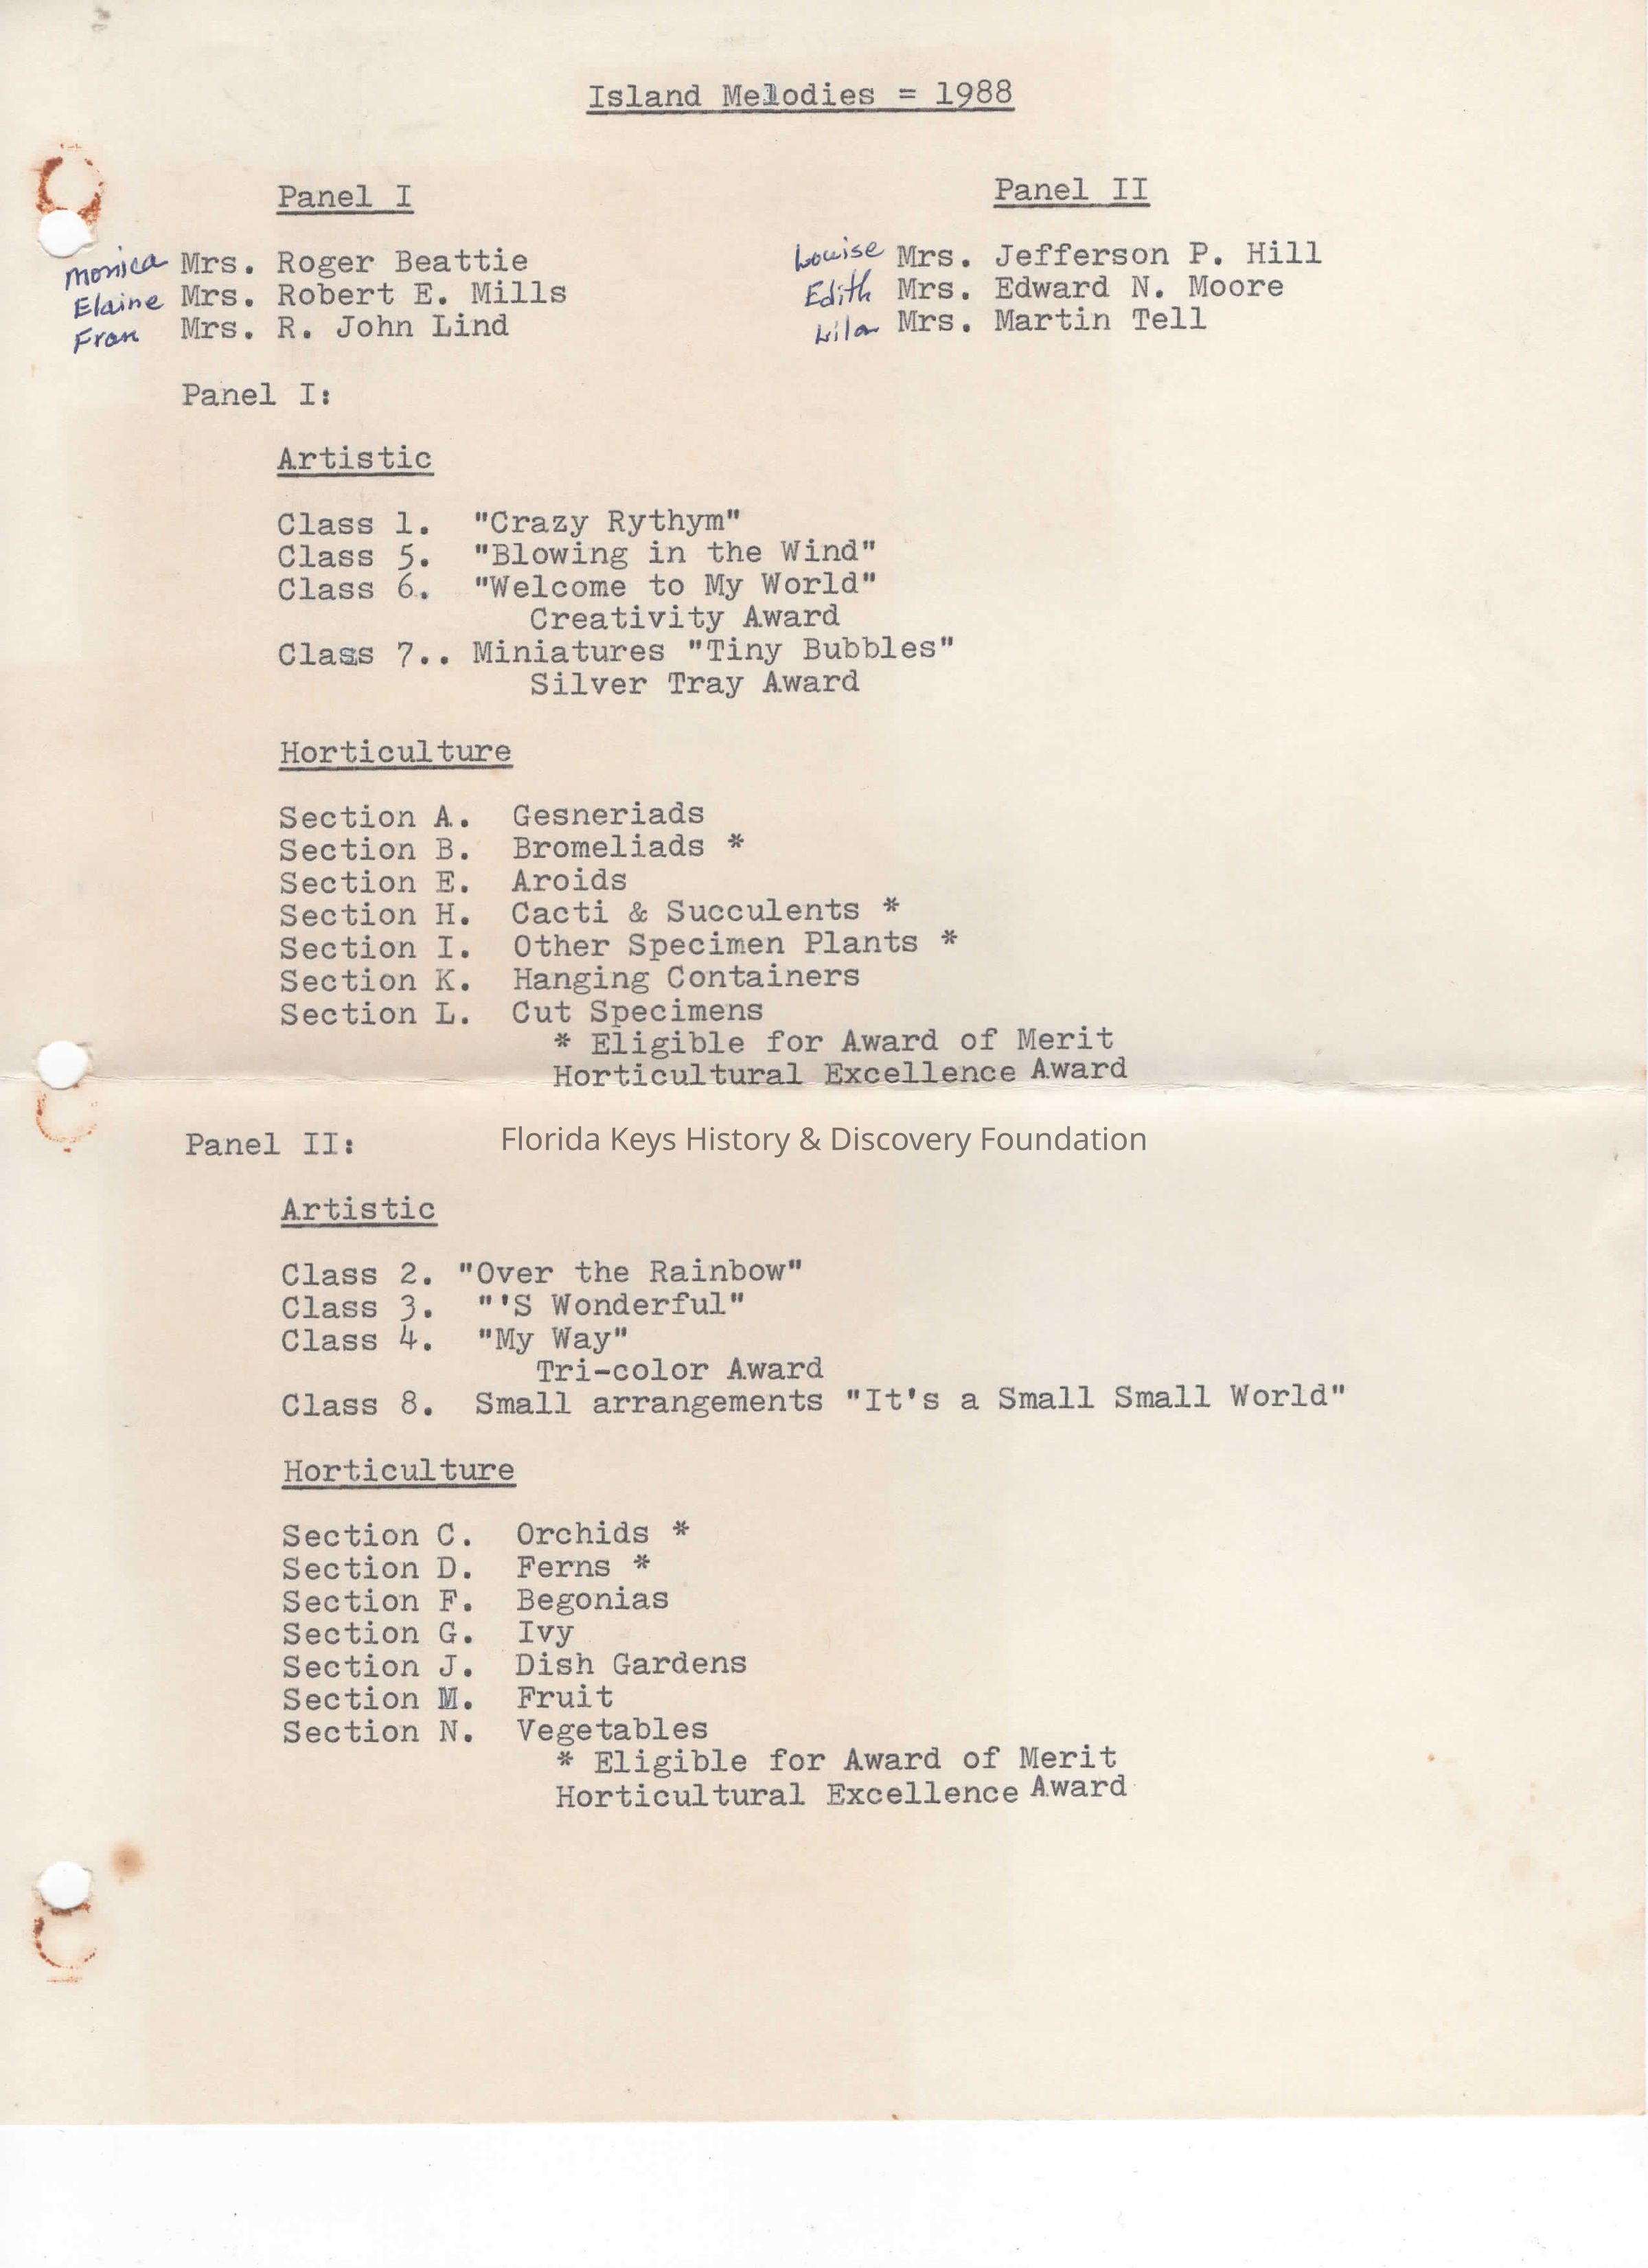 Island Melodies = 1988
Panel I
Monica Mrs. Roger Beattie
Elaine Mrs. Robert E. Mills
Fran Mrs. R. John Lind
Panel II
Louise Mrs. Jefferson P. Hill
Edith Mrs. Edward N. Moore
Lila Mrs. Martin Tell
Panel I:
Artistic
Class 1. "Crazy Rythym"
Class 5. "Blowing in the Wind"
Class 6. "Welcome to My World"
Creativity Award
Class 7.. Miniatures "Tiny Bubbles"
Silver Tray Award
Horticulture
Section A. Gesneriads
Section B. Bromeliads *
Section E. Aroids
Section H. Cacti & Succulents *
Section I. Other Specimen Plants *
Section K. Hanging Containers
Section L. Cut Specimens
* Eligible for Award of Merit
Horticultural Excellence Award
Florida Keys History & Discovery Foundation
Panel II:
Artistic
Class 2. "Over the Rainbow"
Class 3. "'S Wonderful"
Class 4. "My Way"
Tri-color Award
Class 8. Small arrangements "It's a Small Small World"
Horticulture
Section C. Orchids *
Section D. Ferns *
Section F. Begonias
Section G. Ivy
Section J. Dish Gardens
Section M. Fruit
Section N. Vegetables
* Eligible for Award of Merit
Horticultural Excellence Award